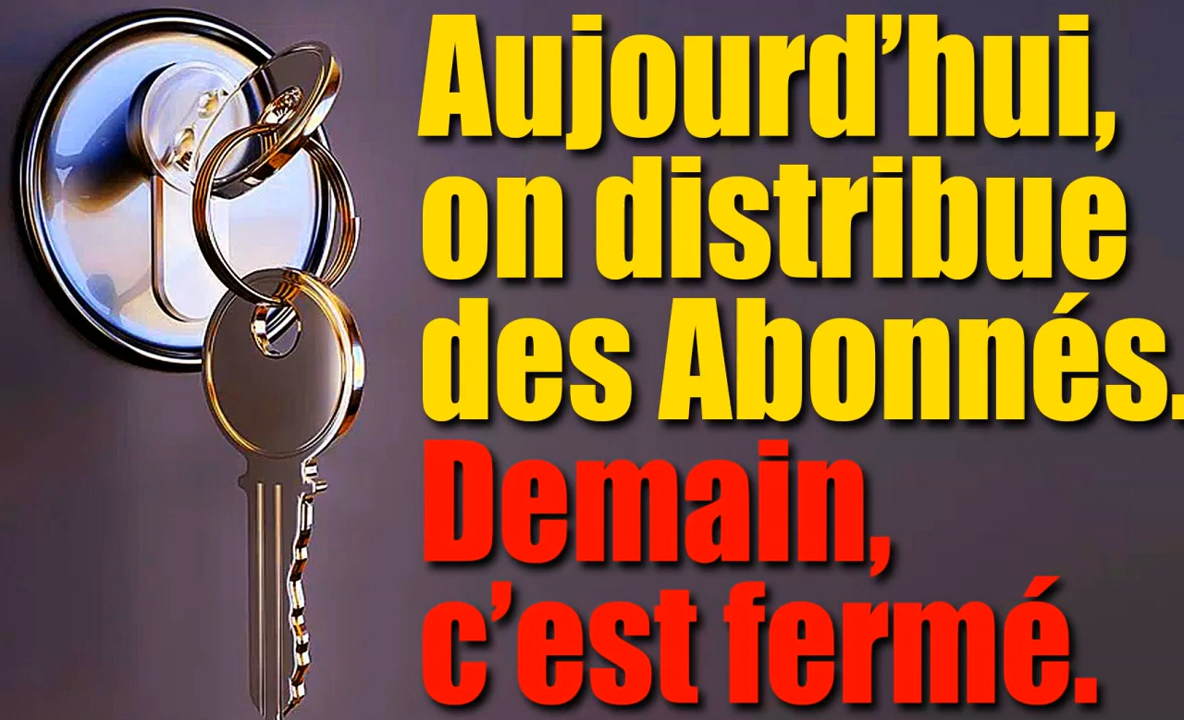 Aujourd’hui,
on distribue
des Abonnés.
Demain,
c’est fermé.